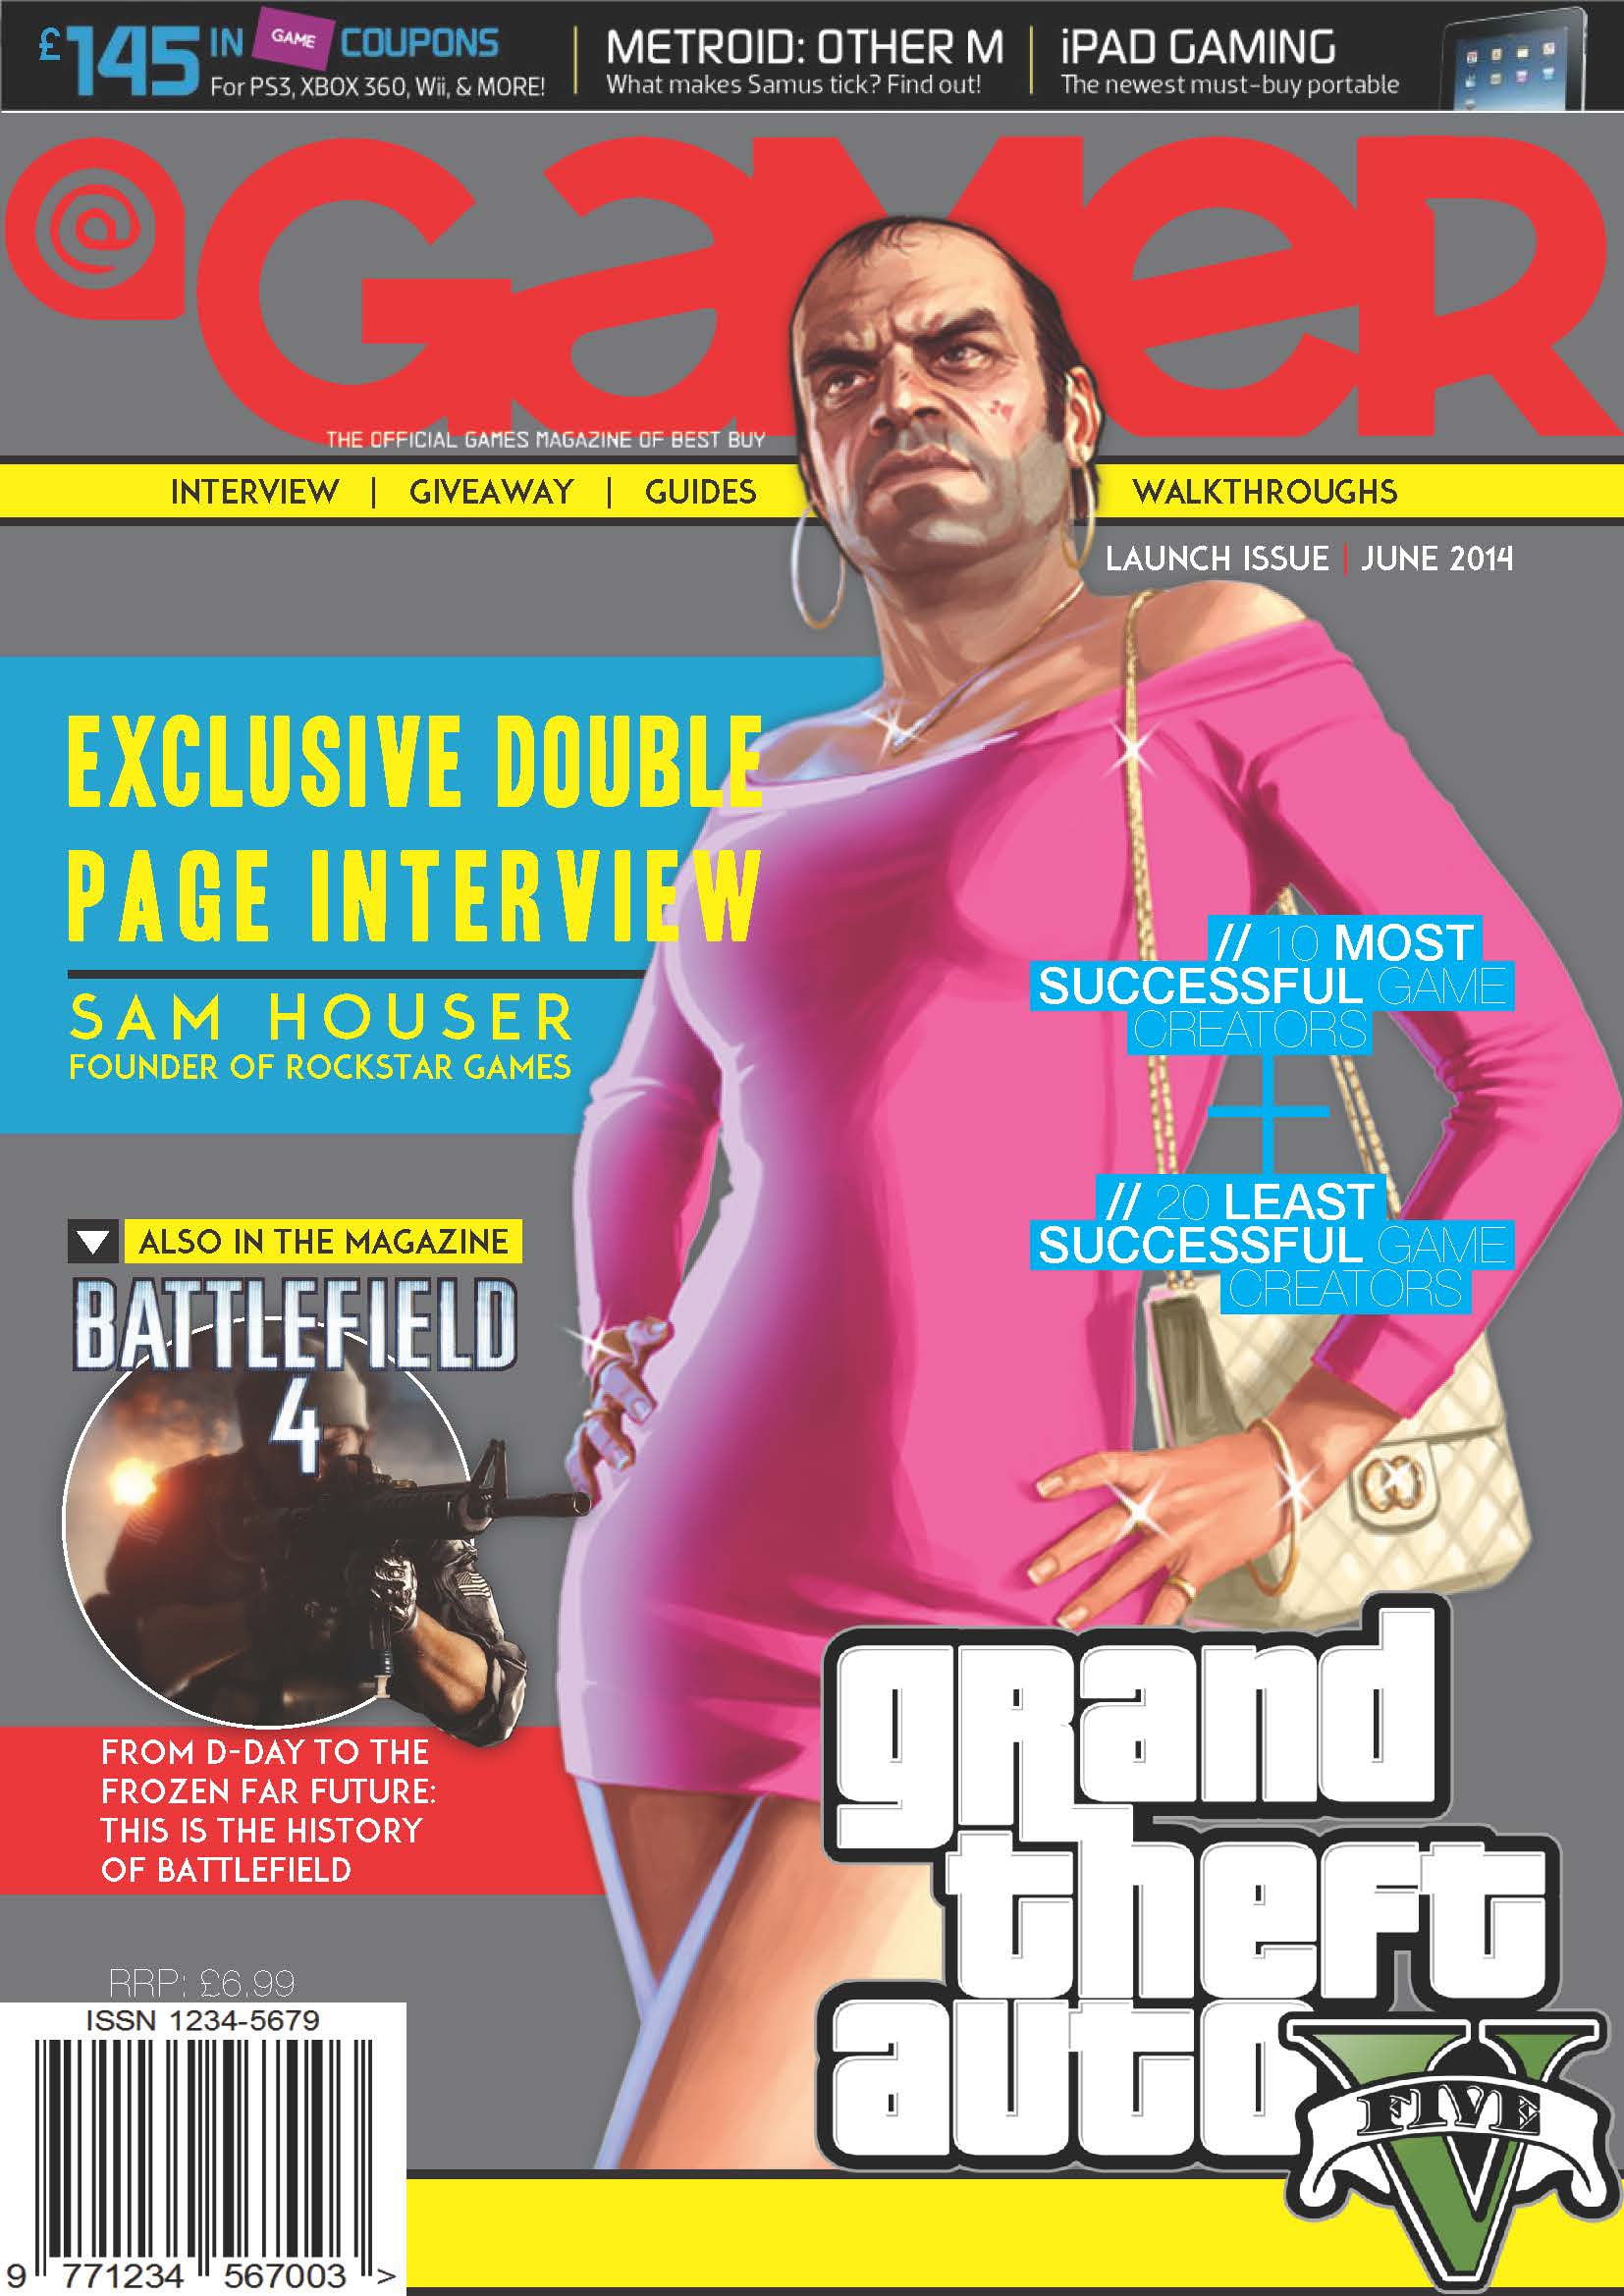 £145 IN GAME COUPONS
For PS3, XBOX 360, Wii, & MORE!
METROID: OTHER M
What makes Samus tick? Find out!
iPAD GAMING
The newest must-buy portable
@GAMER
THE OFFICIAL GAMES MAGAZINE OF BEST BUY
INTERVIEW | GIVEAWAY | GUIDES WALKTHROUGHS
LAUNCH ISSUE | JUNE 2014
EXCLUSIVE DOUBLE
PAGE INTERVIEW
SAM HOUSER
FOUNDER OF ROCKSTAR GAMES
// 10 MOST
SUCCESSFUL GAME
CREATORS
+
// 20 LEAST
SUCCESSFUL GAME
CREATORS
ALSO IN THE MAGAZINE
BATTLEFIELD
4
FROM D-DAY TO THE
FROZEN FAR FUTURE:
THIS IS THE HISTORY
OF BATTLEFIELD
grand
theft
auto
V
FIVE
RRP: £6.99
ISSN 1234-5679
9 771234 567003 >